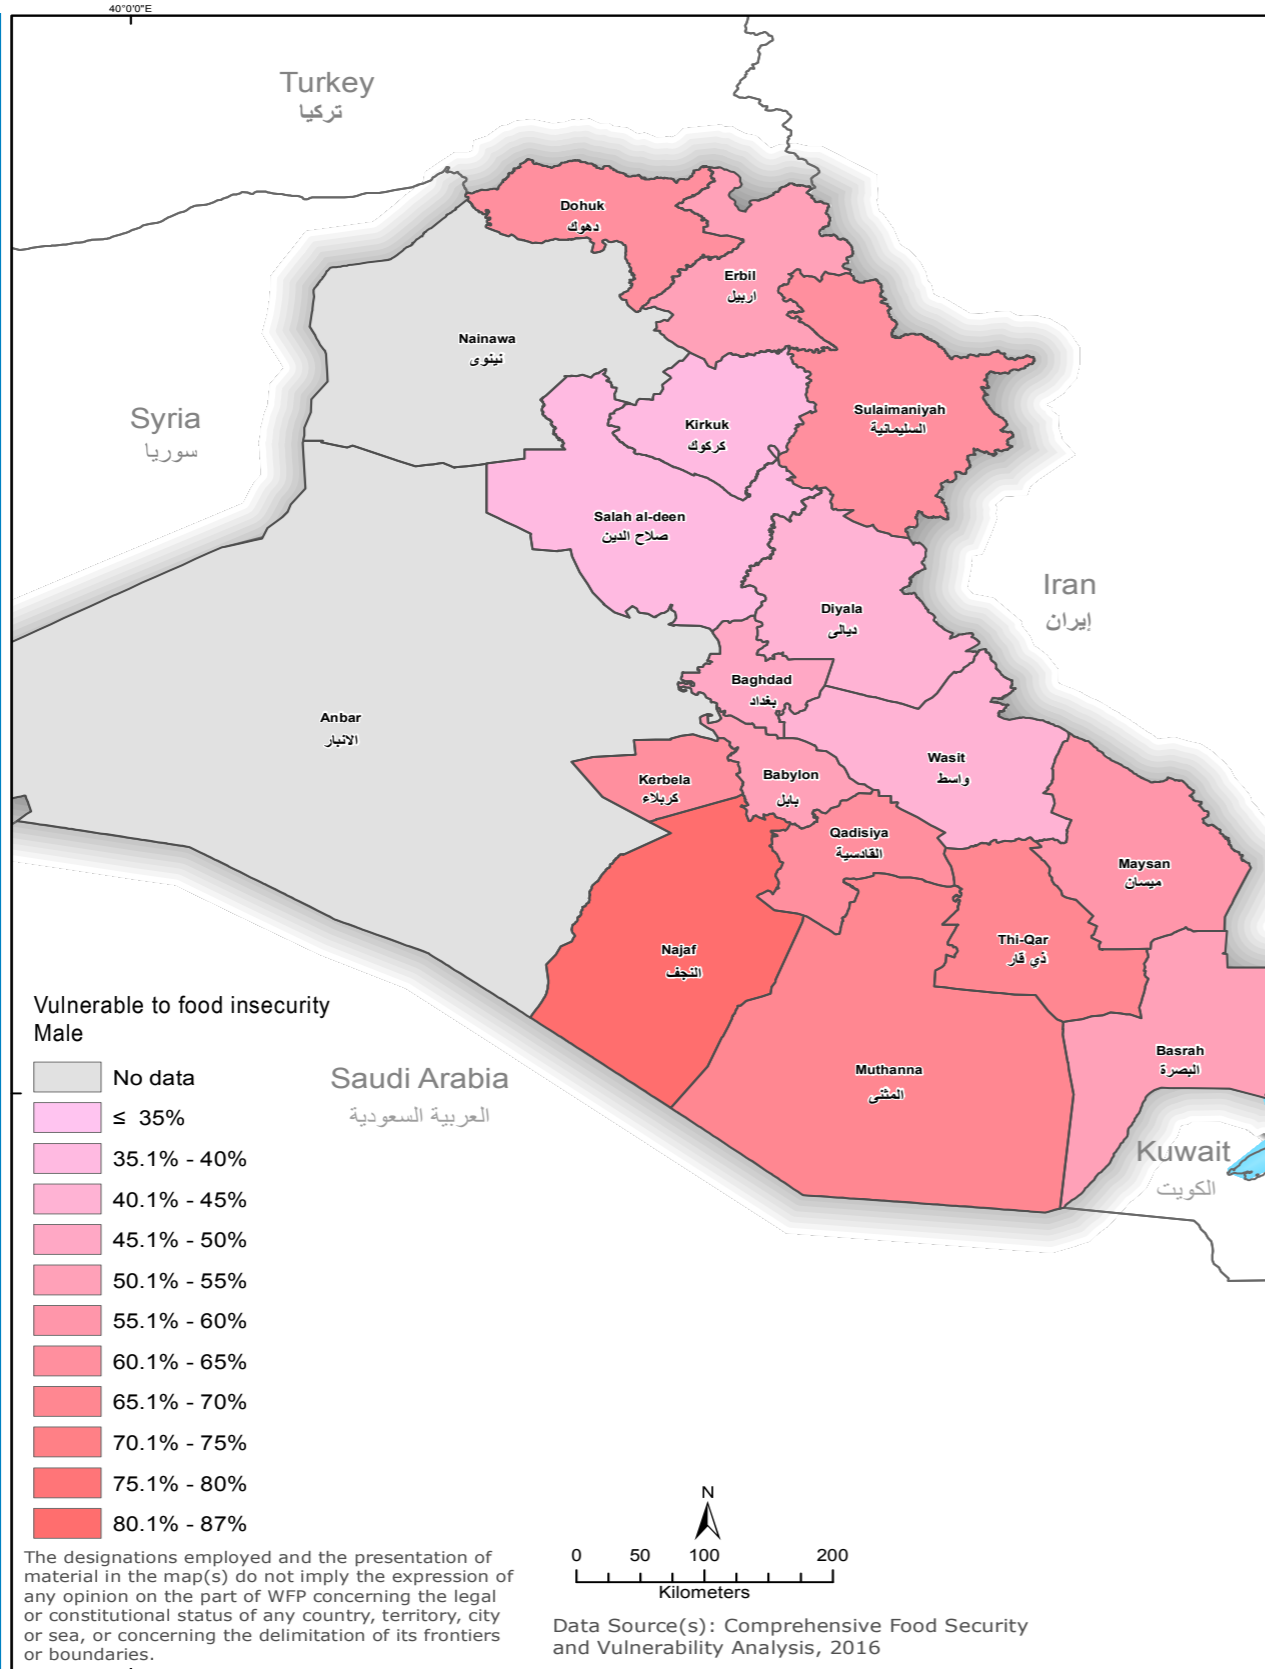 40°0'0"E
Turkey
تركيا
Dohuk
دهوك
Erbil
اربيل
Nainawa
نينوى
Syria
سوريا
Kirkuk
كركوك
Sulaimaniyah
السليمانية
Salah al-deen
صلاح الدين
Iran
إيران
Diyala
ديالى
Baghdad
بغداد
Anbar
الانبار
Wasit
واسط
Kerbela
كربلاء
Babylon
بابل
Qadisiya
القادسية
Maysan
ميسان
Najaf
النجف
Thi-Qar
ذي قار
Basrah
البصرة
Muthanna
المثنى
Saudi Arabia
العربية السعودية
Kuwait
الكويت
Vulnerable to food insecurity
Male
No data
≤ 35%
35.1% - 40%
40.1% - 45%
45.1% - 50%
50.1% - 55%
55.1% - 60%
60.1% - 65%
65.1% - 70%
70.1% - 75%
75.1% - 80%
80.1% - 87%
The designations employed and the presentation of
material in the map(s) do not imply the expression of
any opinion on the part of WFP concerning the legal
or constitutional status of any country, territory, city
or sea, or concerning the delimitation of its frontiers
or boundaries.
N
0 50 100 200
Kilometers
Data Source(s): Comprehensive Food Security
and Vulnerability Analysis, 2016